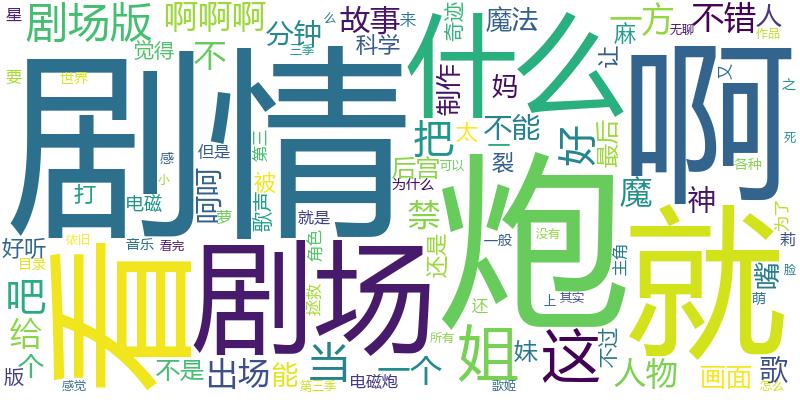 星 剧场版 啊啊啊 分钟 故事 来 奇迹 魔法 一方 不错 人
么 无聊 作品
觉得 不 三季 科学 制作 妈 让 麻 又 之
要 世界 剧情 什么 啊
感 但是 第三 把 太 不能 好 最后 死
小 打 电磁 呵呵 被 后宫 一 裂 可以 各种
梦 歌声 就是 为什么 禁 炮 魔 神 为了
好听 依旧 音乐 看完 角色 还是 一般 没有 就 莉
目录 看 剧场 主角 嘴 脸
吧 拯救 还 上 其实 萌
给 所有 姐 妹 这 不过
个 不是 出场 能 当 一个 人物 画面 歌
版 感觉 第二季 电磁炮 歌姬 怎么